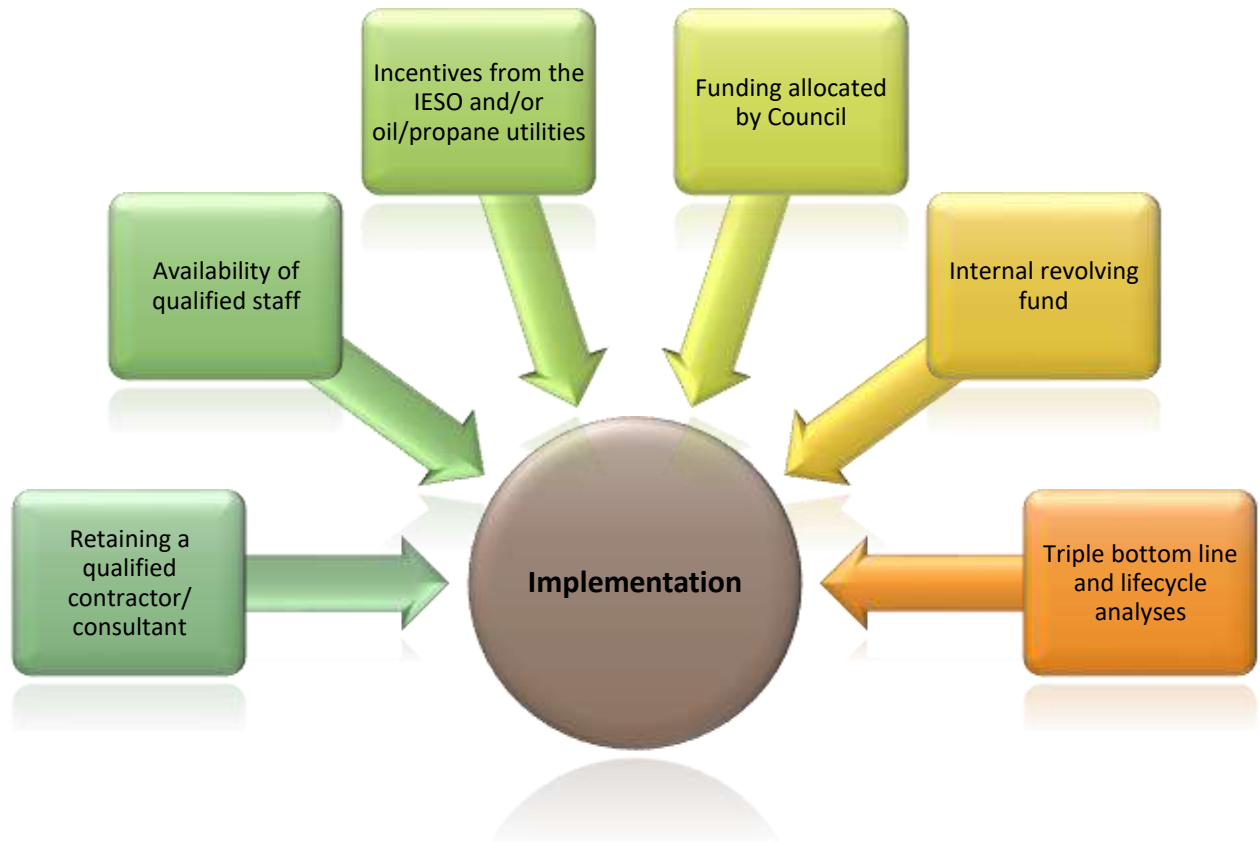 Incentives from the
IESO and/or
oil/propane utilities
Funding allocated
by Council
Availability of
qualified staff
Internal revolving
fund
Retaining a
qualified
contractor/
consultant
Implementation
Triple bottom line
and lifecycle
analyses